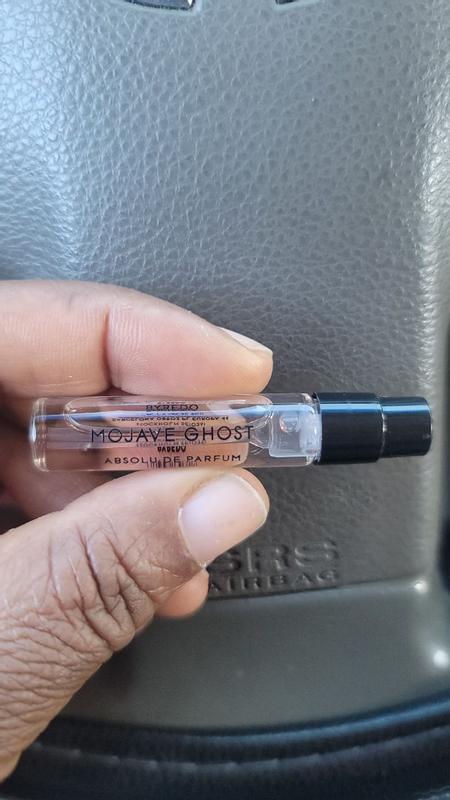 BYREDO
MOJAVE GHOST
ABSOLU DE PARFUM
SRS
AIRBAG